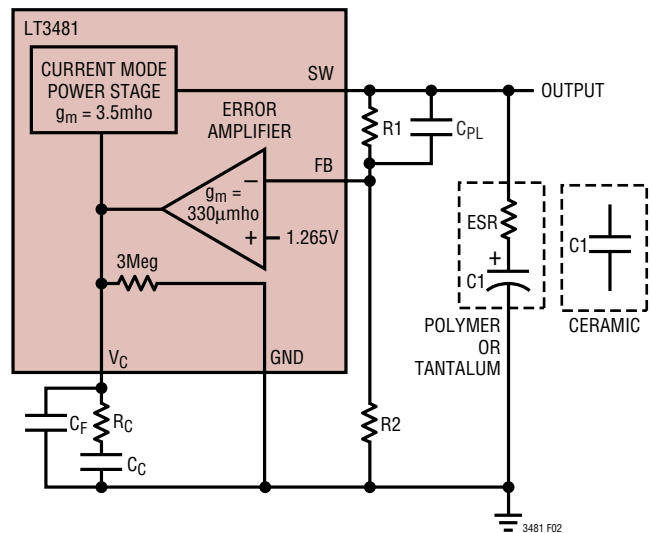 LT3481
CURRENT MODE
POWER STAGE
gm = 3.5mho
SW
OUTPUT
ERROR
AMPLIFIER
R1
CPL
FB
gm =
330µmho
–
+
1.265V
ESR
+
C1
C1
3Meg
POLYMER
OR
TANTALUM
CERAMIC
VC
GND
CF
RC
R2
CC
3481 F02